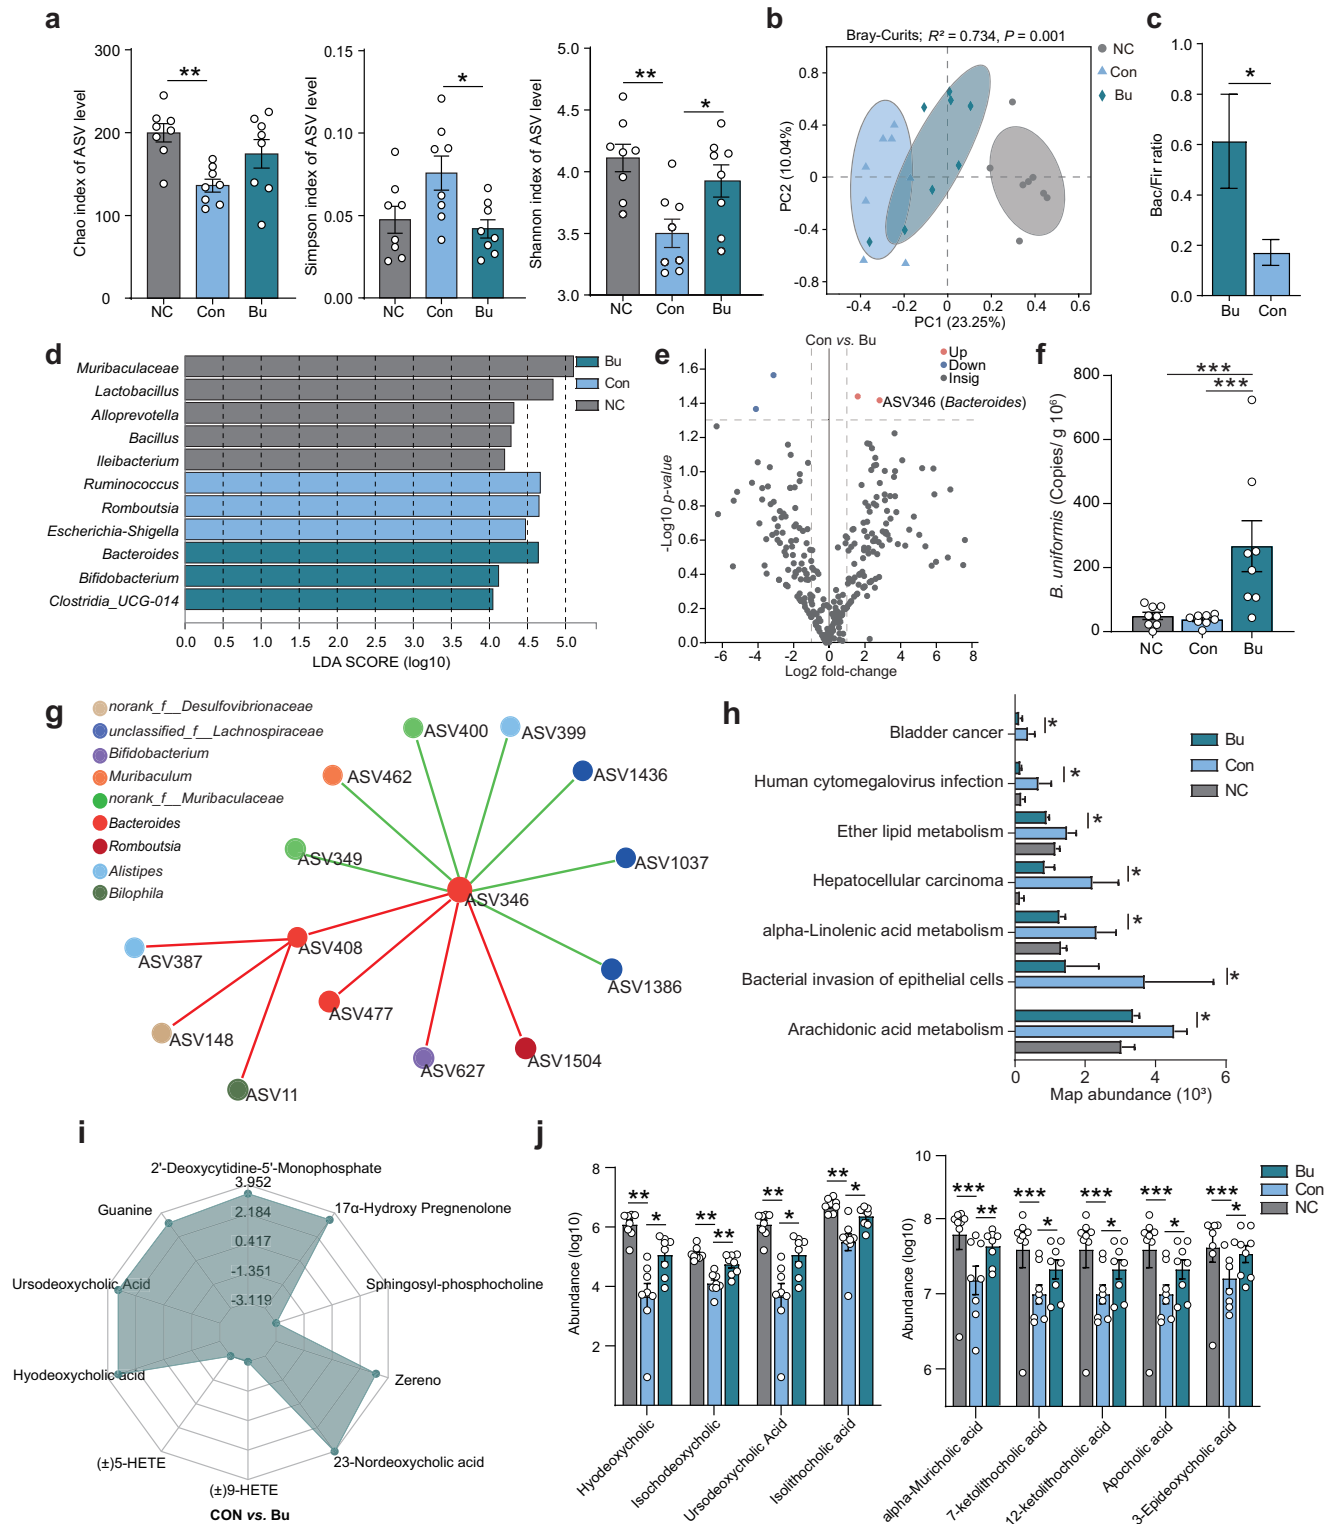 a
Chao index of ASV level
300
200
100
0
**
NC
Con
Bu
Simpson index of ASV level
0.15
0.10
0.05
0.00
*
NC
Con
Bu
Shannon index of ASV level
5.0
4.5
4.0
3.5
3.0
**
*
NC
Con
Bu
b
Bray-Curits; R² = 0.734, P = 0.001
PC2 (10.04%)
0.8
0.4
0
-0.4
-0.8
-0.4
-0.2
0
0.2
0.4
0.6
PC1 (23.25%)
NC
Con
Bu
c
Bac/Fir ratio
1.0
0.8
0.6
0.4
0.2
0.0
*
Bu
Con
d
Muribaculaceae
Lactobacillus
Alloprevotella
Bacillus
Ileibacterium
Ruminococcus
Romboutsia
Escherichia-Shigella
Bacteroides
Bifidobacterium
Clostridia_UCG-014
0.0
0.5
1.0
1.5
2.0
2.5
3.0
3.5
4.0
4.5
5.0
LDA SCORE (log10)
Bu
Con
NC
e
Con vs. Bu
Up
Down
Insig
ASV346 (Bacteroides)
-Log10 p-value
1.6
1.4
1.2
1.0
0.8
0.6
0.4
0.2
0.0
-6
-4
-2
0
2
4
6
8
Log2 fold-change
f
B. uniformis (Copies/ g 10⁶)
800
600
400
200
0
***
***
NC
Con
Bu
g
norank_f__Desulfovibrionaceae
unclassified_f__Lachnospiraceae
Bifidobacterium
Muribaculum
norank_f__Muribaculaceae
Bacteroides
Romboutsia
Alistipes
Bilophila
ASV400
ASV399
ASV462
ASV1436
ASV349
ASV1037
ASV346
ASV408
ASV387
ASV1386
ASV477
ASV148
ASV627
ASV1504
ASV11
h
Bladder cancer
Human cytomegalovirus infection
Ether lipid metabolism
Hepatocellular carcinoma
alpha-Linolenic acid metabolism
Bacterial invasion of epithelial cells
Arachidonic acid metabolism
*
*
*
*
*
*
*
0
2
4
6
Map abundance (10³)
Bu
Con
NC
i
2'-Deoxycytidine-5'-Monophosphate
3.952
2.184
0.417
-1.351
-3.119
Guanine
17α-Hydroxy Pregnenolone
Ursodeoxycholic Acid
Sphingosyl-phosphocholine
Hyodeoxycholic acid
Zereno
(±)5-HETE
23-Nordeoxycholic acid
(±)9-HETE
CON vs. Bu
j
Abundance (log10)
8
6
4
2
**
*
**
**
**
*
**
*
Hyodeoxycholic
Isochodeoxycholic
Ursodeoxycholic Acid
Isolithocholic acid
Abundance (log10)
10
8
7
6
***
**
***
*
***
*
***
*
***
*
alpha-Muricholic acid
7-ketolithocholic acid
12-ketolithocholic acid
Apocholic acid
3-Epideoxycholic acid
Bu
Con
NC